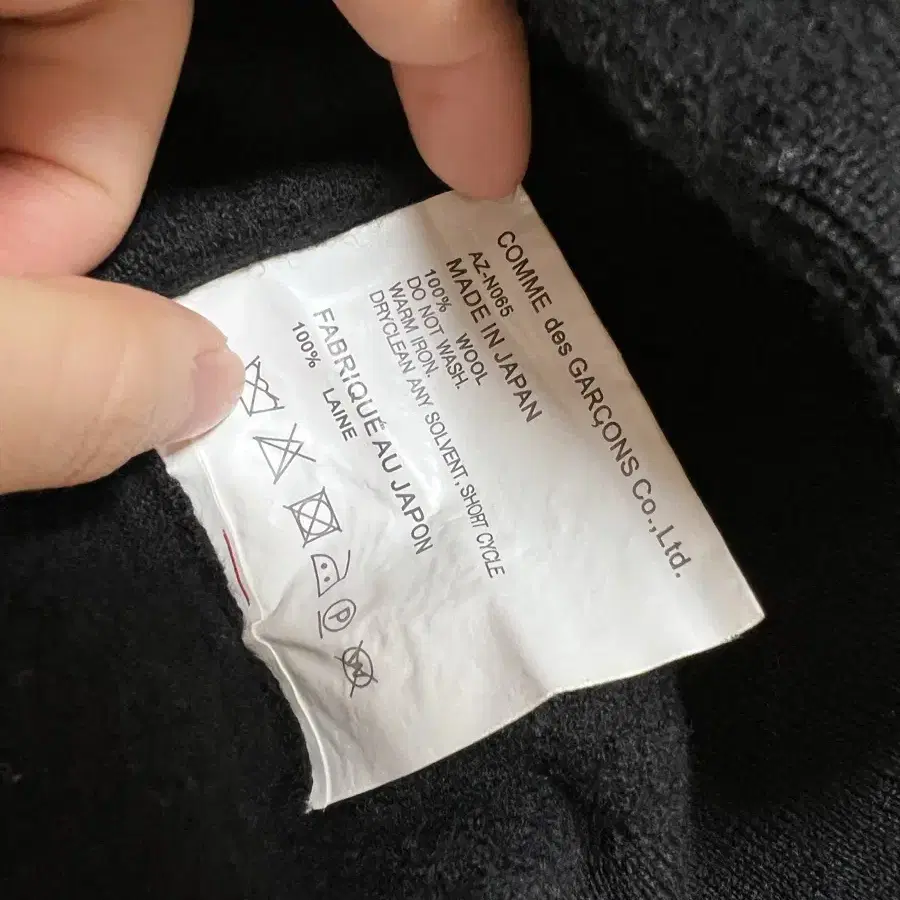 COMME des GARÇONS Co.,Ltd.
AZ-N065
MADE IN JAPAN
100% WOOL
DO NOT WASH.
WARM IRON.
DRYCLEAN ANY SOLVENT, SHORT CYCLE
FABRIQUÉ AU JAPON
100% LAINE
P
W